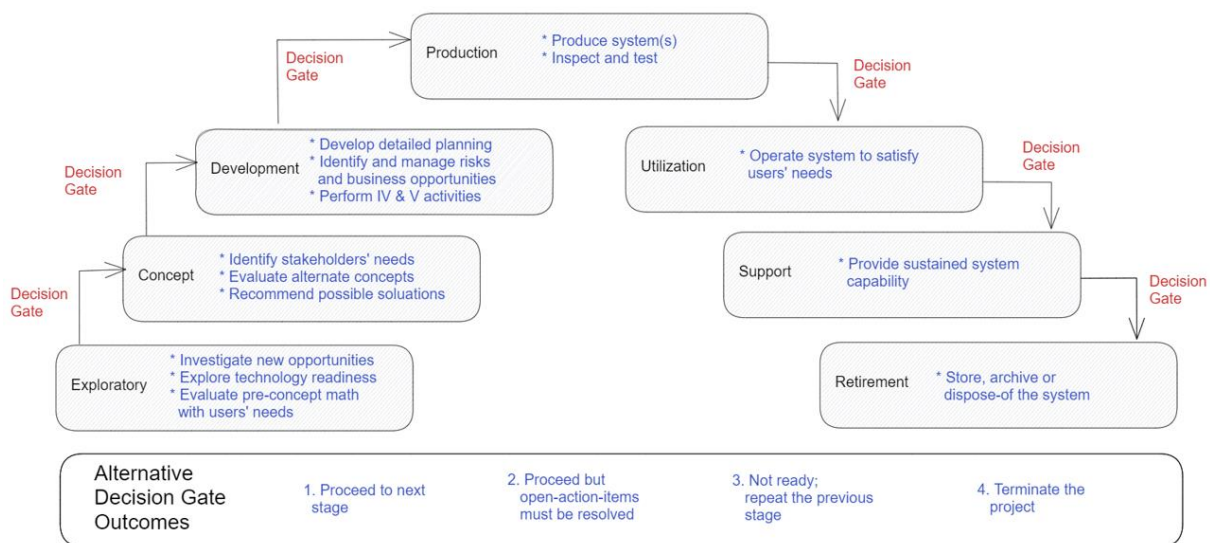 Production
* Produce system(s)
* Inspect and test
Decision
Gate
Decision
Gate
Development
* Develop detailed planning
* Identify and manage risks
and business opportunities
* Perform IV & V activities
Decision
Gate
Utilization
* Operate system to satisfy
users' needs
Decision
Gate
Concept
* Identify stakeholders' needs
* Evaluate alternate concepts
* Recommend possible soluations
Decision
Gate
Support
* Provide sustained system
capability
Decision
Gate
Exploratory
* Investigate new opportunities
* Explore technology readiness
* Evaluate pre-concept math
with users' needs
Retirement
* Store, archive or
dispose-of the system
Alternative
Decision Gate
Outcomes
1. Proceed to next
stage
2. Proceed but
open-action-items
must be resolved
3. Not ready;
repeat the previous
stage
4. Terminate the
project